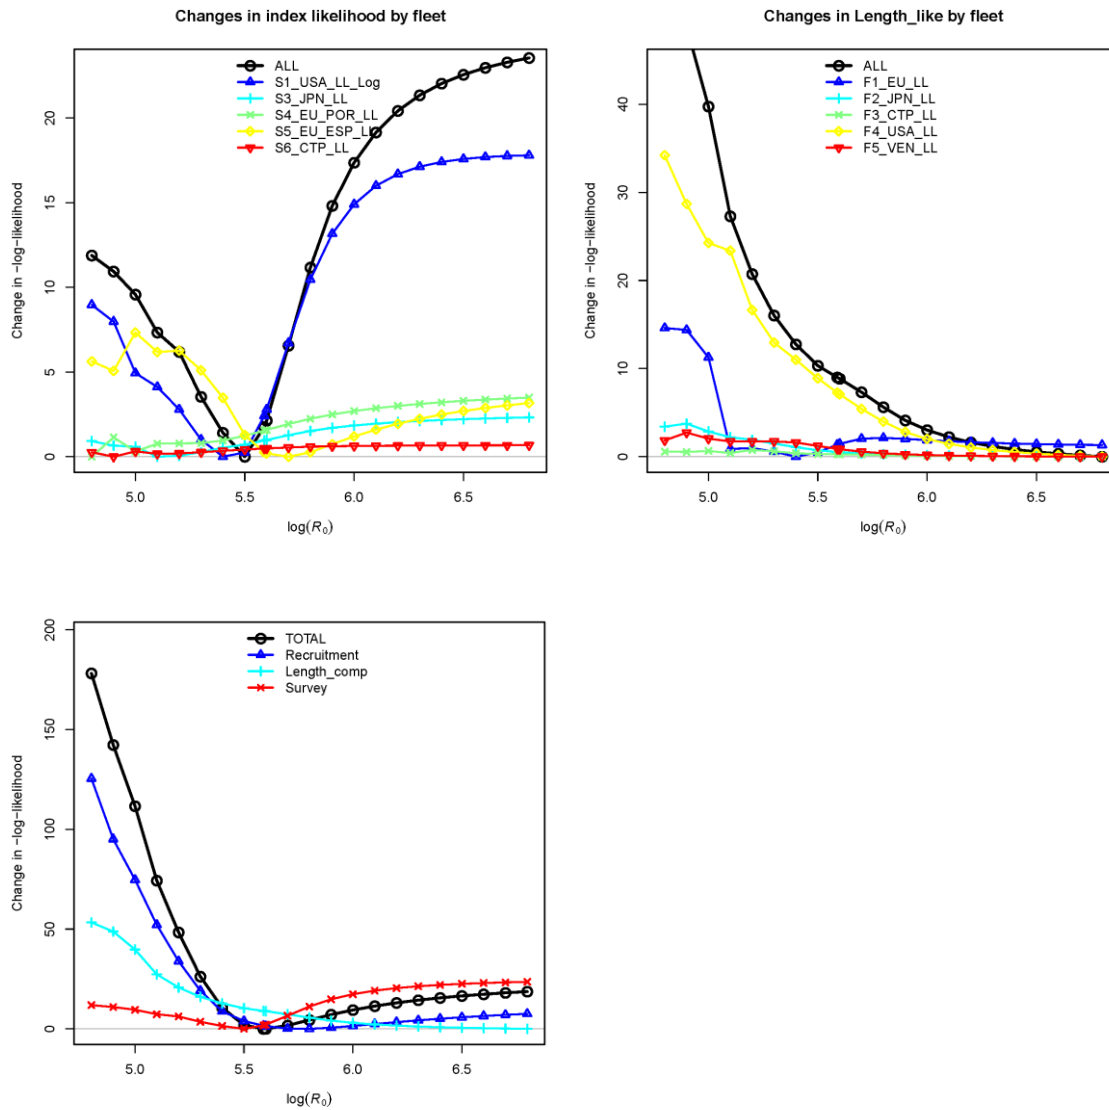 Changes in index likelihood by fleet
ALL
S1_USA_LL_Log
S3_JPN_LL
S4_EU_POR_LL
S5_EU_ESP_LL
S6_CTP_LL
Change in −log−likelihood
0
5
10
15
20
5.0 5.5 6.0 6.5
log(R0)
Changes in Length_like by fleet
ALL
F1_EU_LL
F2_JPN_LL
F3_CTP_LL
F4_USA_LL
F5_VEN_LL
Change in −log−likelihood
0
10
20
30
40
5.0 5.5 6.0 6.5
log(R0)
TOTAL
Recruitment
Length_comp
Survey
Change in −log−likelihood
0
50
100
150
200
5.0 5.5 6.0 6.5
log(R0)